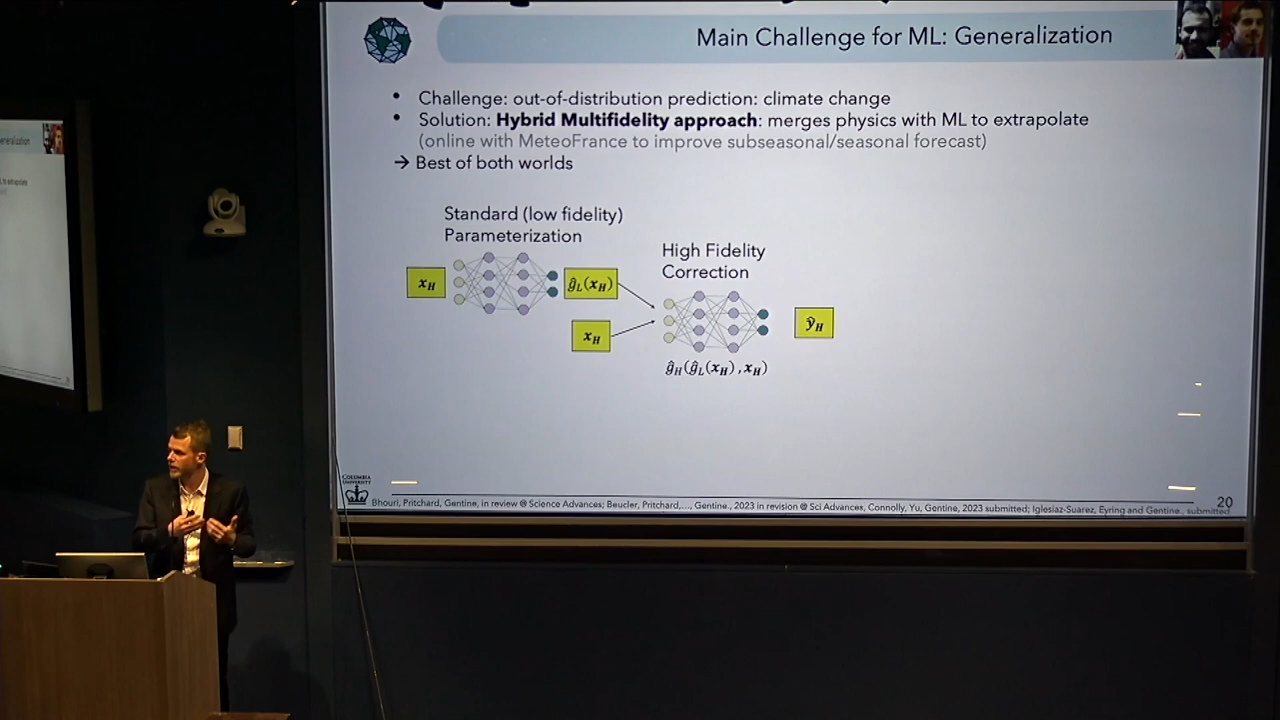 Main Challenge for ML: Generalization
• Challenge: out-of-distribution prediction: climate change
• Solution: Hybrid Multifidelity approach: merges physics with ML to extrapolate
(online with MeteoFrance to improve subseasonal/seasonal forecast)
→ Best of both worlds
Standard (low fidelity)
Parameterization
High Fidelity
Correction
x_H
ĝ_L(x_H)
x_H
ŷ_H
ĝ_H(ĝ_L(x_H),x_H)
COLUMBIA
UNIVERSITY
Bhouri, Pritchard, Gentine, in review @ Science Advances; Beucler, Pritchard,..., Gentine., 2023 in revision @ Sci Advances, Connolly, Yu, Gentine, 2023 submitted; Iglesiaz-Suarez, Eyring and Gentine., submitted
20